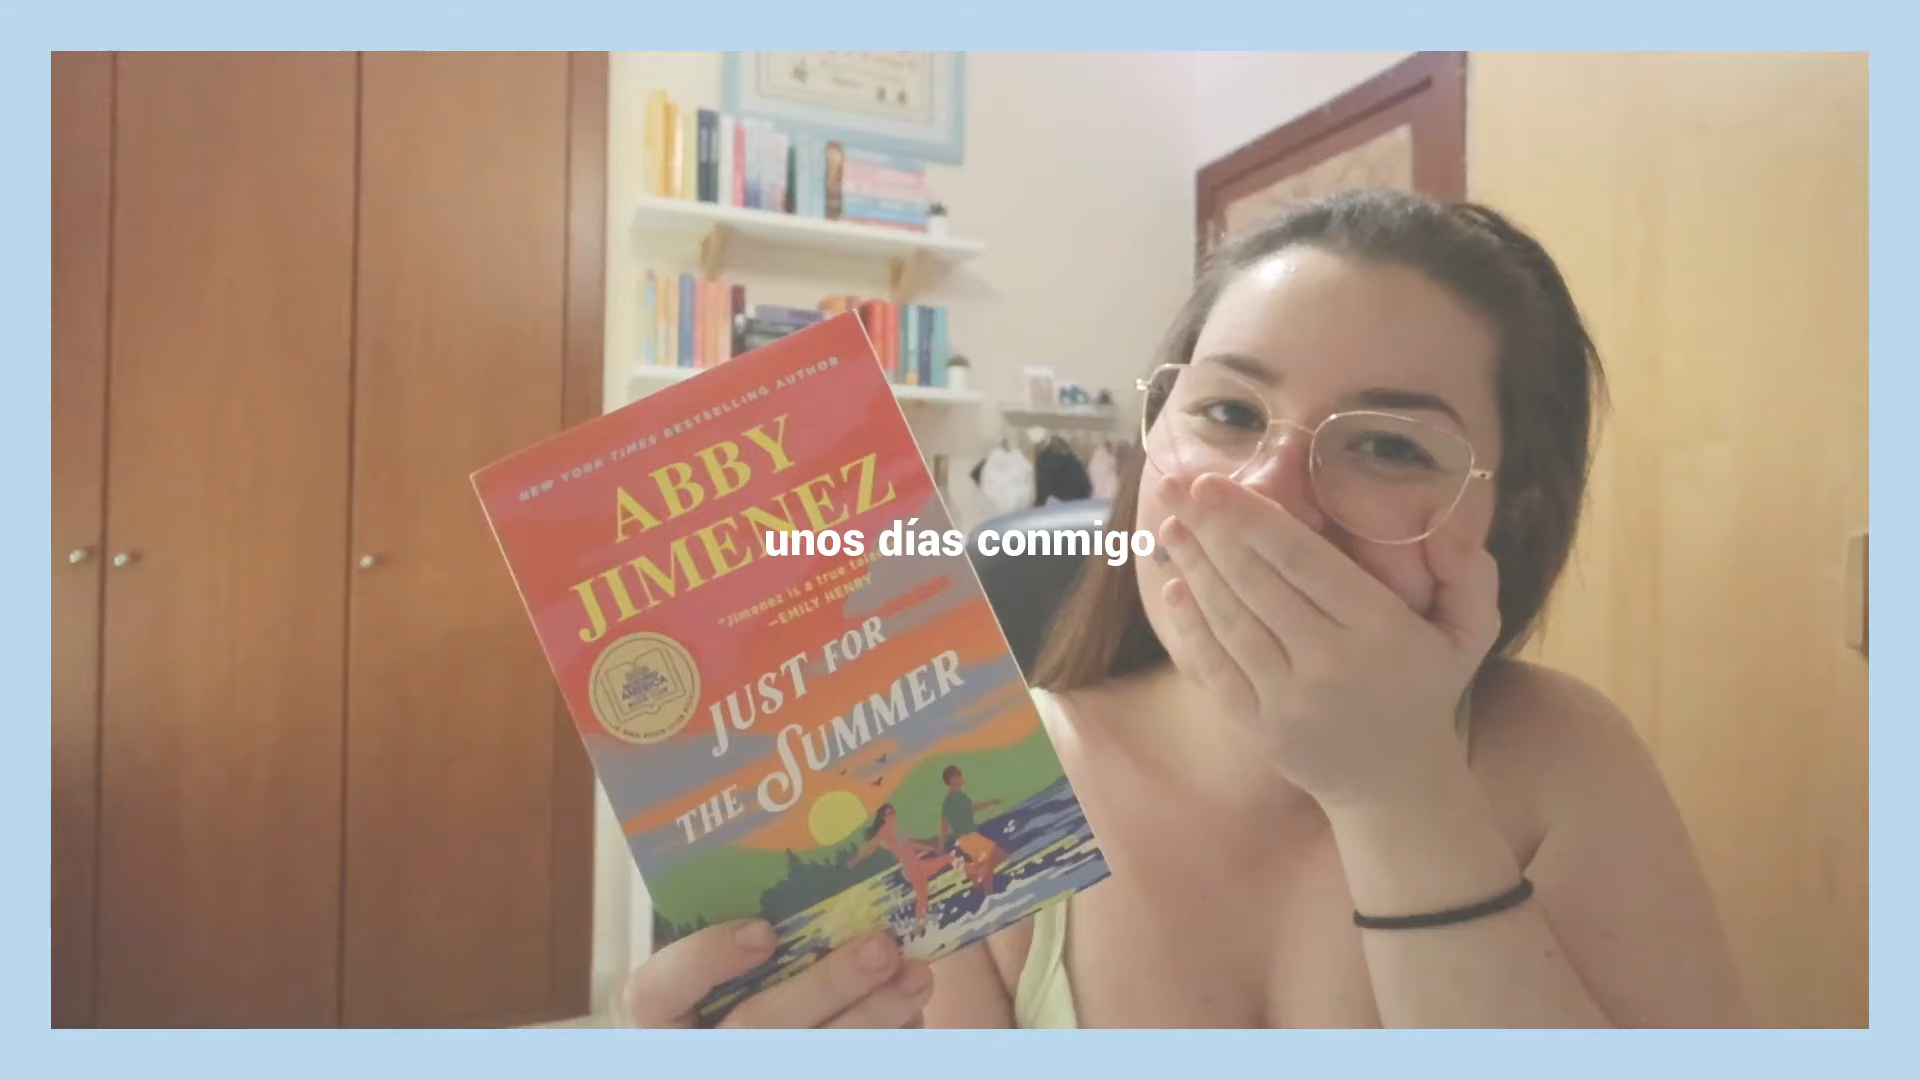 NEW YORK TIMES BESTSELLING AUTHOR
ABBY
JIMENEZ
unos días conmigo
"Jimenez is a true
—EMILY HENRY
JUST FOR
THE SUMMER